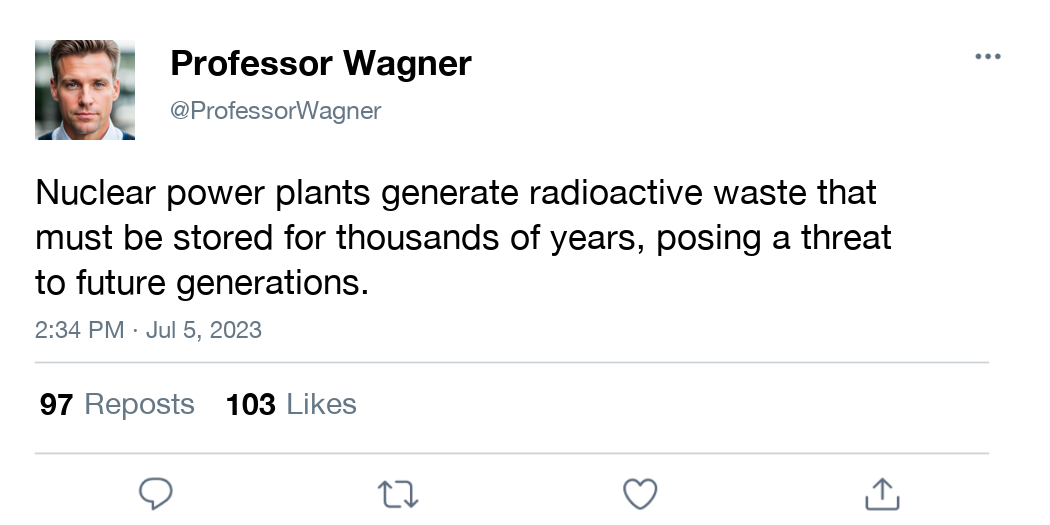 Professor Wagner
@ProfessorWagner
Nuclear power plants generate radioactive waste that
must be stored for thousands of years, posing a threat
to future generations.
2:34 PM · Jul 5, 2023
97 Reposts 103 Likes